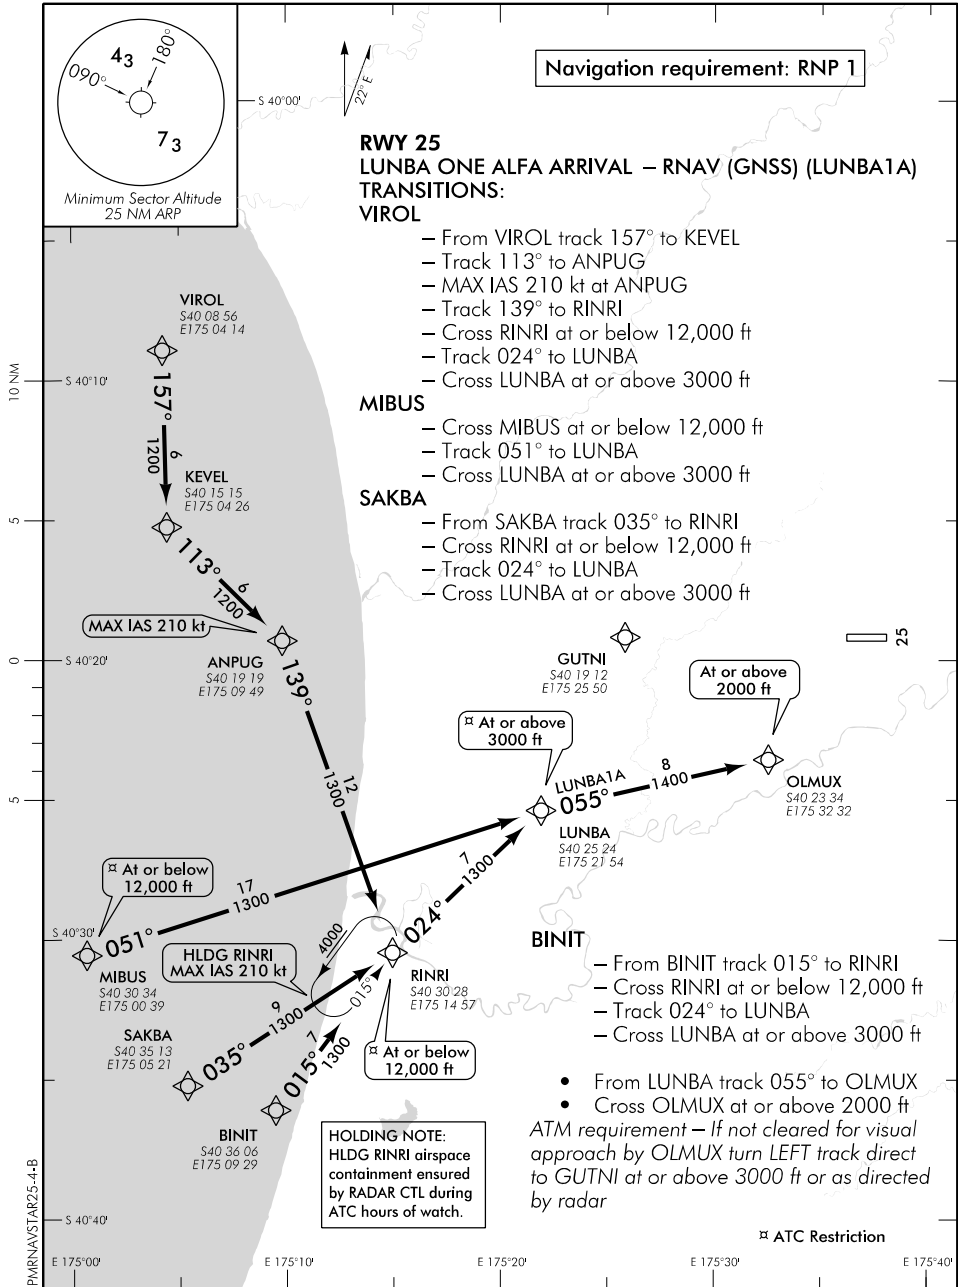 4₃
180°
090°
7₃
Minimum Sector Altitude
25 NM ARP
22° E
Navigation requirement: RNP 1
S 40°00'
RWY 25
LUNBA ONE ALFA ARRIVAL – RNAV (GNSS) (LUNBA1A)
TRANSITIONS:
VIROL
– From VIROL track 157° to KEVEL
– Track 113° to ANPUG
– MAX IAS 210 kt at ANPUG
– Track 139° to RINRI
– Cross RINRI at or below 12,000 ft
– Track 024° to LUNBA
– Cross LUNBA at or above 3000 ft
MIBUS
– Cross MIBUS at or below 12,000 ft
– Track 051° to LUNBA
– Cross LUNBA at or above 3000 ft
SAKBA
– From SAKBA track 035° to RINRI
– Cross RINRI at or below 12,000 ft
– Track 024° to LUNBA
– Cross LUNBA at or above 3000 ft
VIROL
S40 08 56
E175 04 14
10 NM
S 40°10'
157°
6
1200
KEVEL
S40 15 15
E175 04 26
5
113°
6
1200
MAX IAS 210 kt
0
S 40°20'
ANPUG
S40 19 19
E175 09 49
139°
12
1300
GUTNI
S40 19 12
E175 25 50
25
At or above
2000 ft
¤ At or above
3000 ft
LUNBA1A
055°
8
1400
OLMUX
S40 23 34
E175 32 32
5
LUNBA
S40 25 24
E175 21 54
7
1300
024°
17
1300
¤ At or below
12,000 ft
S 40°30'
051°
MIBUS
S40 30 34
E175 00 39
4000
HLDG RINRI
MAX IAS 210 kt
015°
RINRI
S40 30 28
E175 14 57
SAKBA
S40 35 13
E175 05 21
035°
9
1300
015°
7
1300
¤ At or below
12,000 ft
BINIT
S40 36 06
E175 09 29
BINIT
– From BINIT track 015° to RINRI
– Cross RINRI at or below 12,000 ft
– Track 024° to LUNBA
– Cross LUNBA at or above 3000 ft
• From LUNBA track 055° to OLMUX
• Cross OLMUX at or above 2000 ft
ATM requirement – If not cleared for visual
approach by OLMUX turn LEFT track direct
to GUTNI at or above 3000 ft or as directed
by radar
HOLDING NOTE:
HLDG RINRI airspace
containment ensured
by RADAR CTL during
ATC hours of watch.
S 40°40'
¤ ATC Restriction
PMRNAVSTAR25-4-B
E 175°00'
E 175°10'
E 175°20'
E 175°30'
E 175°40'